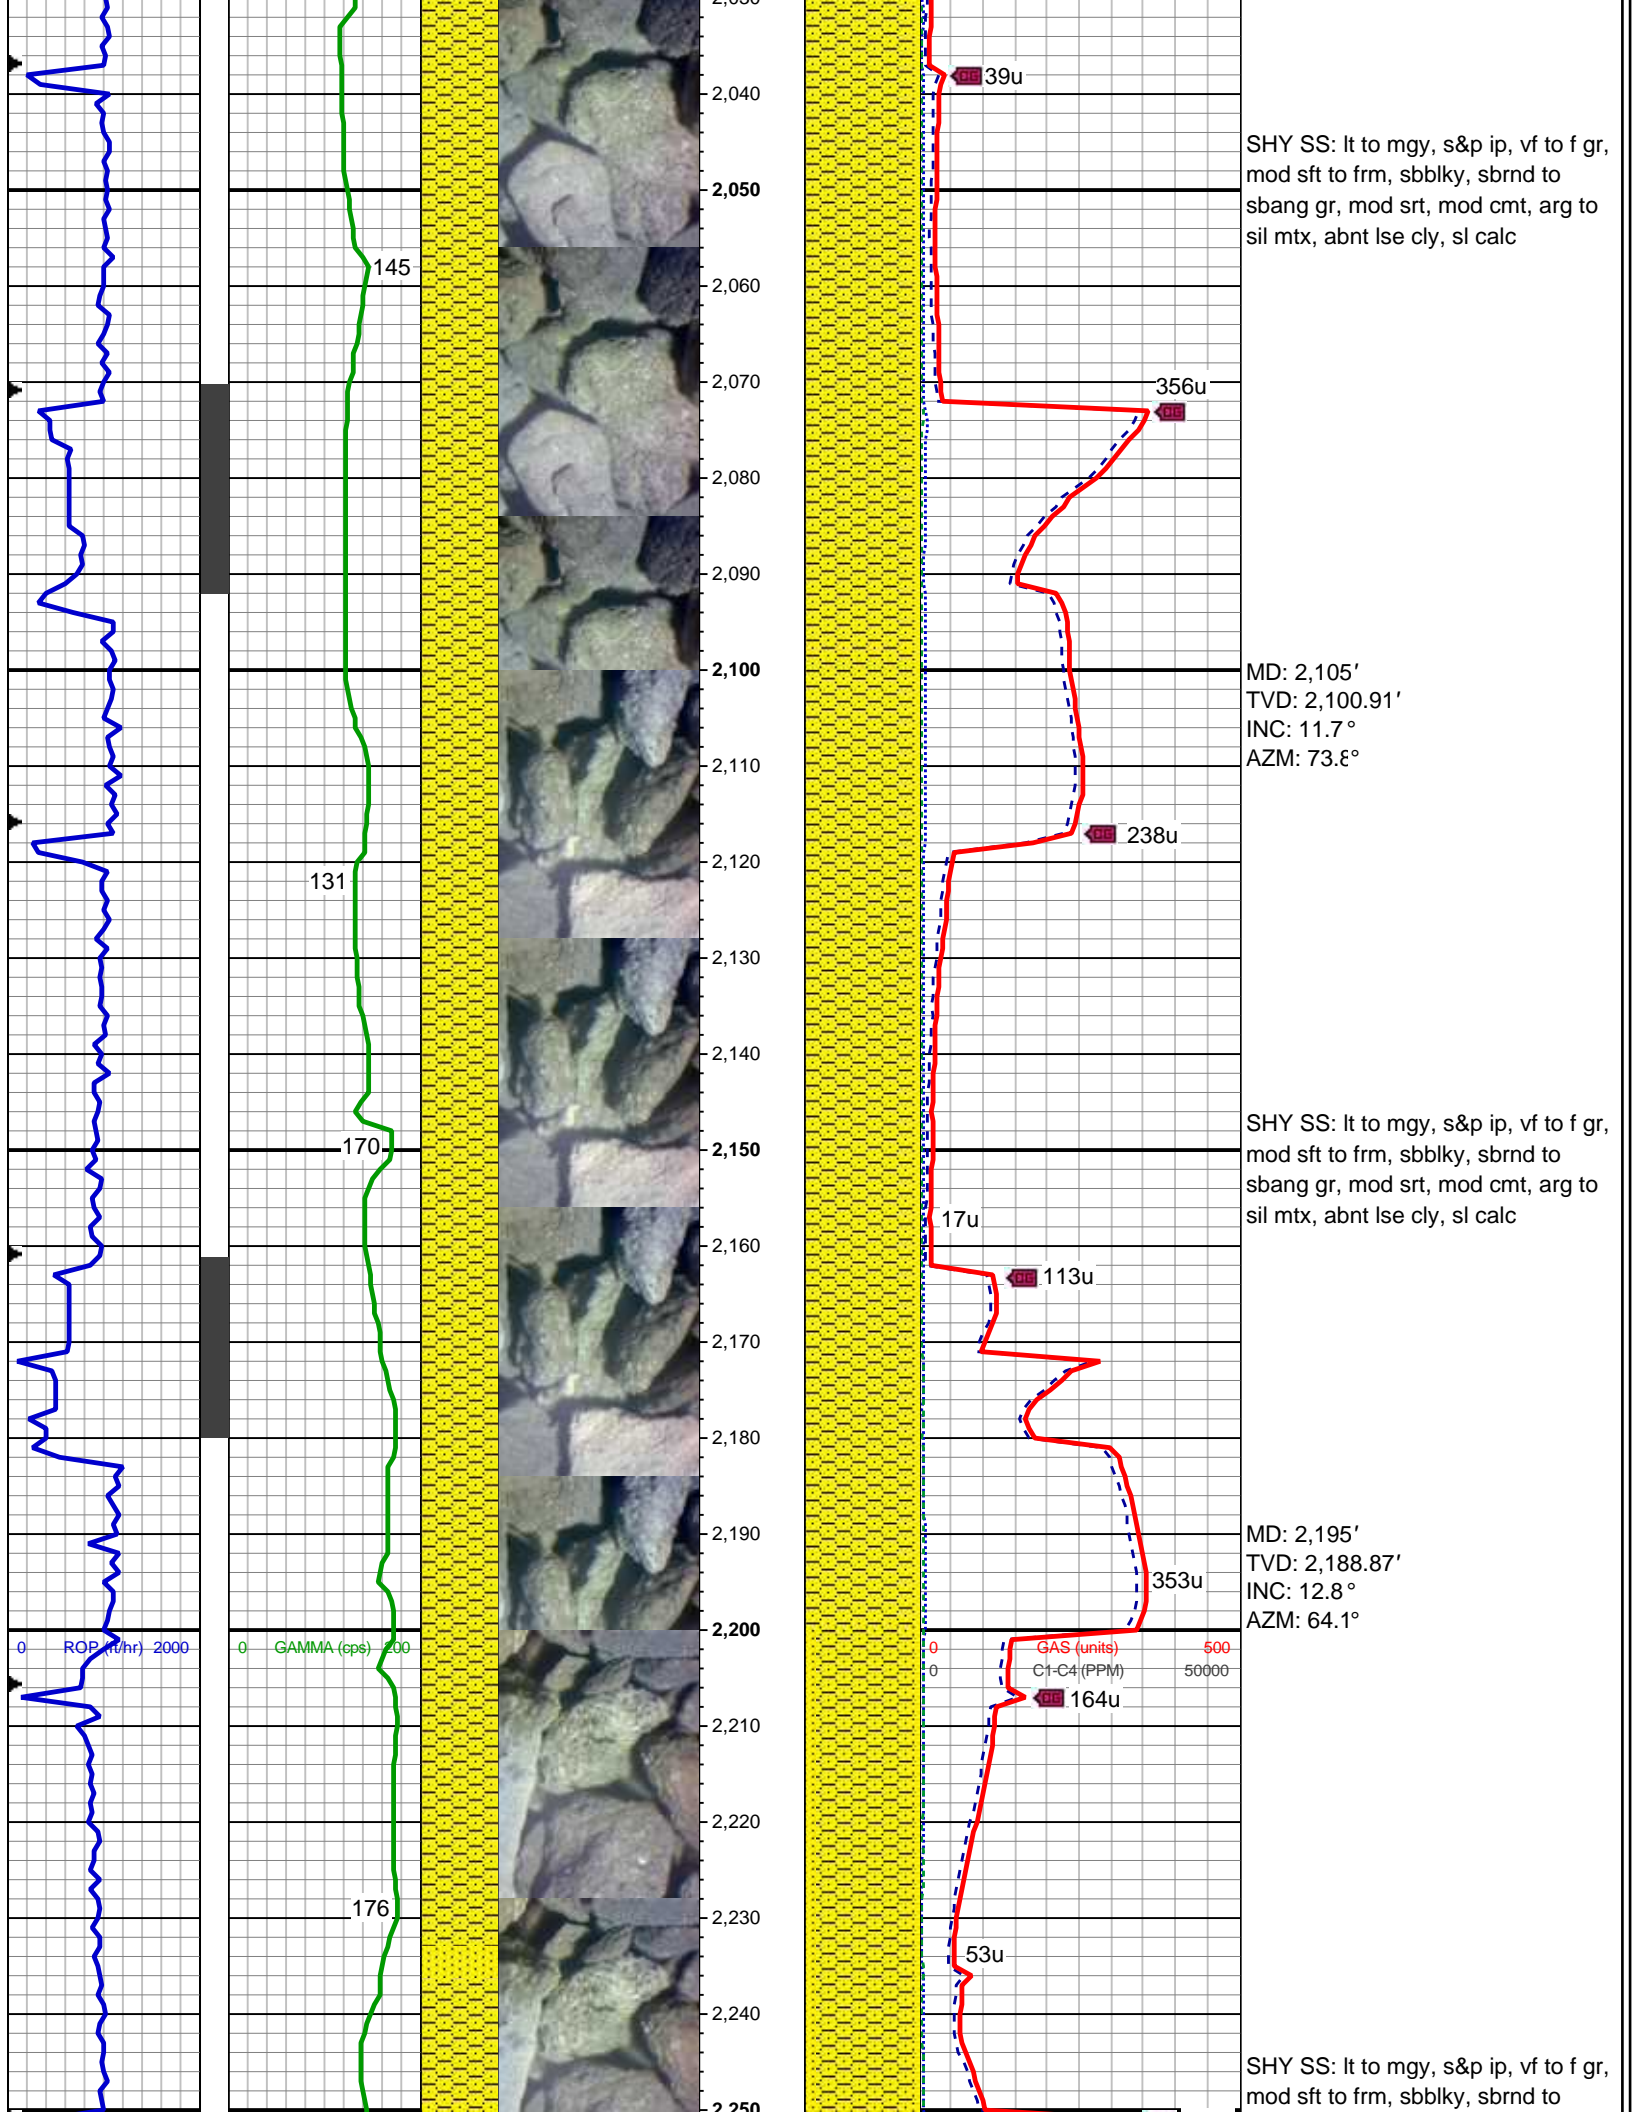 39u
2,040
SHY SS: lt to mgy, s&p ip, vf to f gr,
mod sft to frm, sbblky, sbrnd to
sbang gr, mod srt, mod cmt, arg to
sil mtx, abnt lse cly, sl calc
2,050
145
2,060
2,070
356u
CG
2,080
2,090
2,100
MD: 2,105′
TVD: 2,100.91′
INC: 11.7°
AZM: 73.8°
2,110
238u
2,120
131
2,130
2,140
SHY SS: lt to mgy, s&p ip, vf to f gr,
mod sft to frm, sbblky, sbrnd to
sbang gr, mod srt, mod cmt, arg to
sil mtx, abnt lse cly, sl calc
170
2,150
17u
2,160
113u
2,170
2,180
2,190
MD: 2,195′
TVD: 2,188.87′
INC: 12.8°
AZM: 64.1°
353u
2,200
0 ROP (ft/hr) 2000
0 GAMMA (cps) 200
0 GAS (units) 500
0 C1-C4 (PPM) 50000
164u
2,210
2,220
176
2,230
53u
2,240
SHY SS: lt to mgy, s&p ip, vf to f gr,
mod sft to frm, sbblky, sbrnd to
2,250